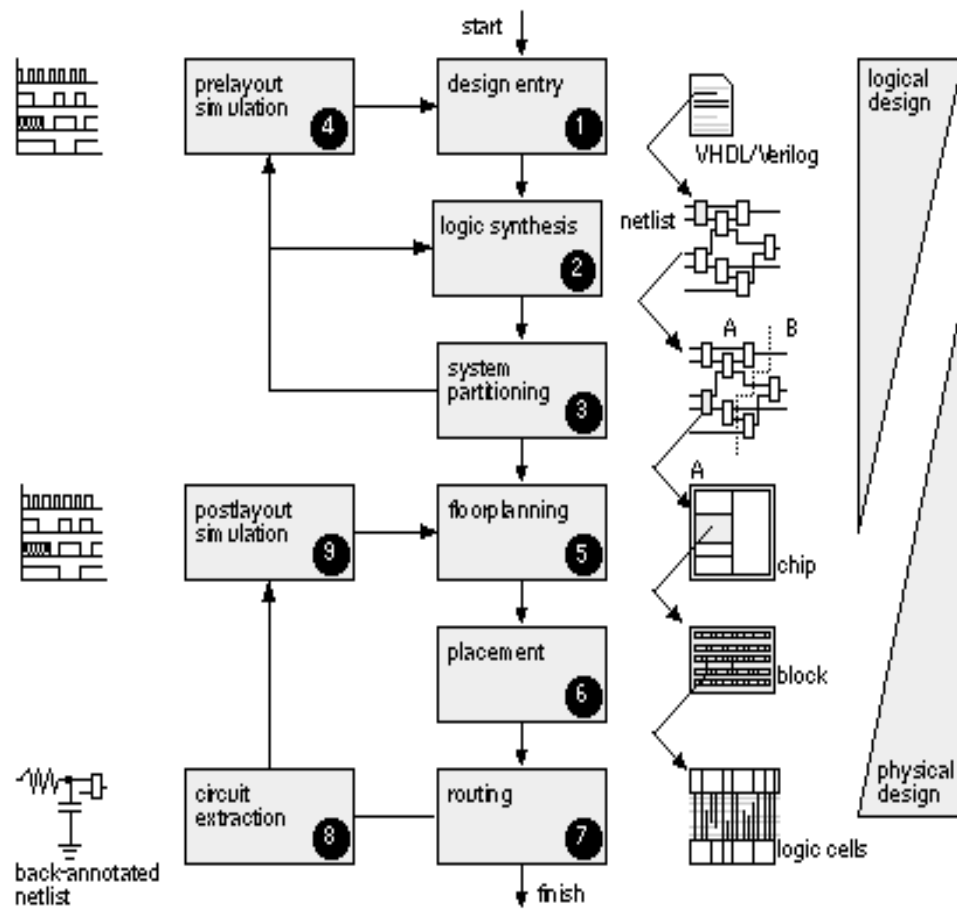 start
prelayout
simulation
4
design entry
1
VHDL/Verilog
logical
design
logic synthesis
2
netlist
system
partitioning
3
A
B
postlayout
simulation
9
floorplanning
5
A
chip
placement
6
block
circuit
extraction
8
routing
7
logic cells
physical
design
back-annotated
netlist
finish